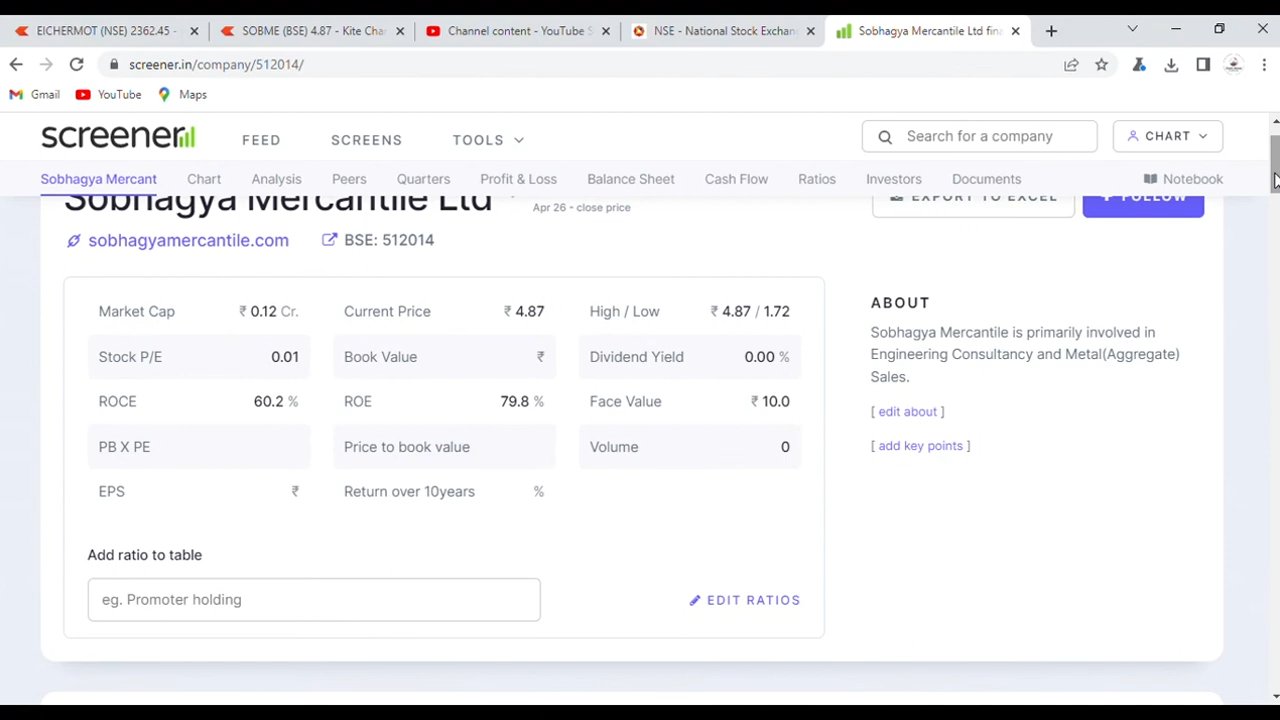 EICHERMOT (NSE) 2362.45 -
SOBME (BSE) 4.87 - Kite Cha
Channel content - YouTube S
NSE - National Stock Exchan
Sobhagya Mercantile Ltd fin
screener.in/company/512014/
Gmail
YouTube
Maps
screener
FEED
SCREENS
TOOLS
Search for a company
CHART
Sobhagya Mercant
Chart
Analysis
Peers
Quarters
Profit & Loss
Balance Sheet
Cash Flow
Ratios
Investors
Documents
Notebook
Sobhagya Mercantile Ltd
Apr 26 - close price
EXPORT TO EXCEL
FOLLOW
sobhagyamercantile.com
BSE: 512014
Market Cap ₹ 0.12 Cr.
Current Price ₹ 4.87
High / Low ₹ 4.87 / 1.72
Stock P/E 0.01
Book Value ₹
Dividend Yield 0.00 %
ROCE 60.2 %
ROE 79.8 %
Face Value ₹ 10.0
PB X PE
Price to book value
Volume 0
EPS ₹
Return over 10years %
Add ratio to table
eg. Promoter holding
EDIT RATIOS
ABOUT
Sobhagya Mercantile is primarily involved in
Engineering Consultancy and Metal(Aggregate)
Sales.
[ edit about ]
[ add key points ]